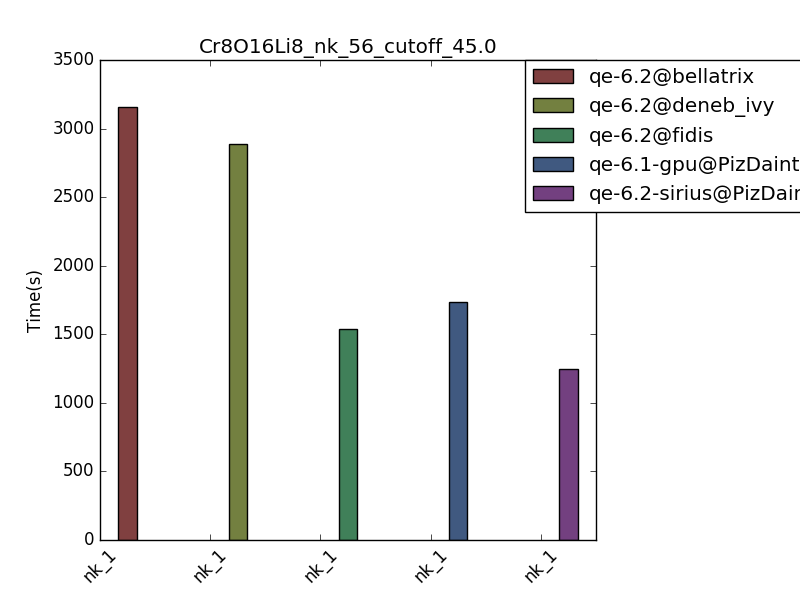 Cr8O16Li8_nk_56_cutoff_45.0
3500
3000
2500
2000
1500
1000
500
0
Time(s)
nk_1
nk_1
nk_1
nk_1
nk_1
qe-6.2@bellatrix
qe-6.2@deneb_ivy
qe-6.2@fidis
qe-6.1-gpu@PizDaint
qe-6.2-sirius@PizDai